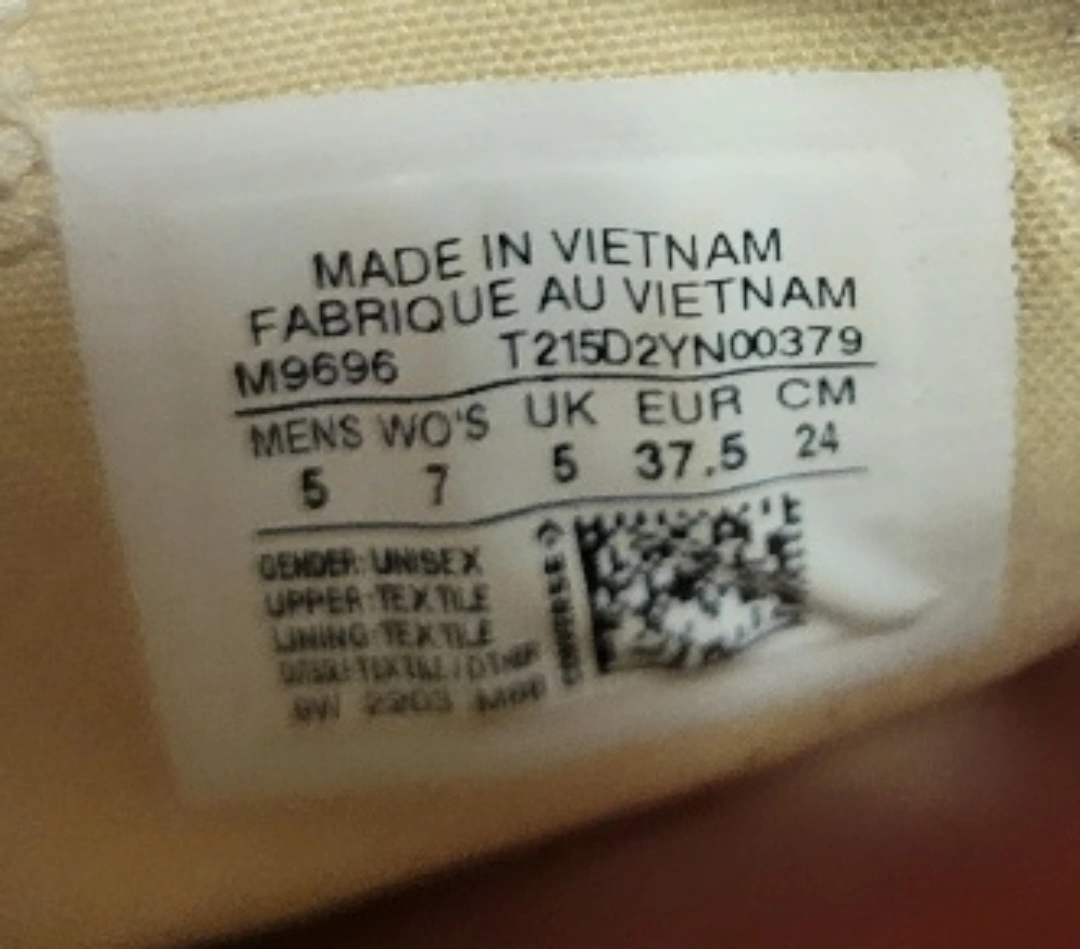 MADE IN VIETNAM
FABRIQUE AU VIETNAM
M9696 T215D2YN00379
MENS WO'S UK EUR CM
5 7 5 37.5 24
GENDER: UNISEX
UPPER: TEXTILE
LINING: TEXTILE
CONVERSE